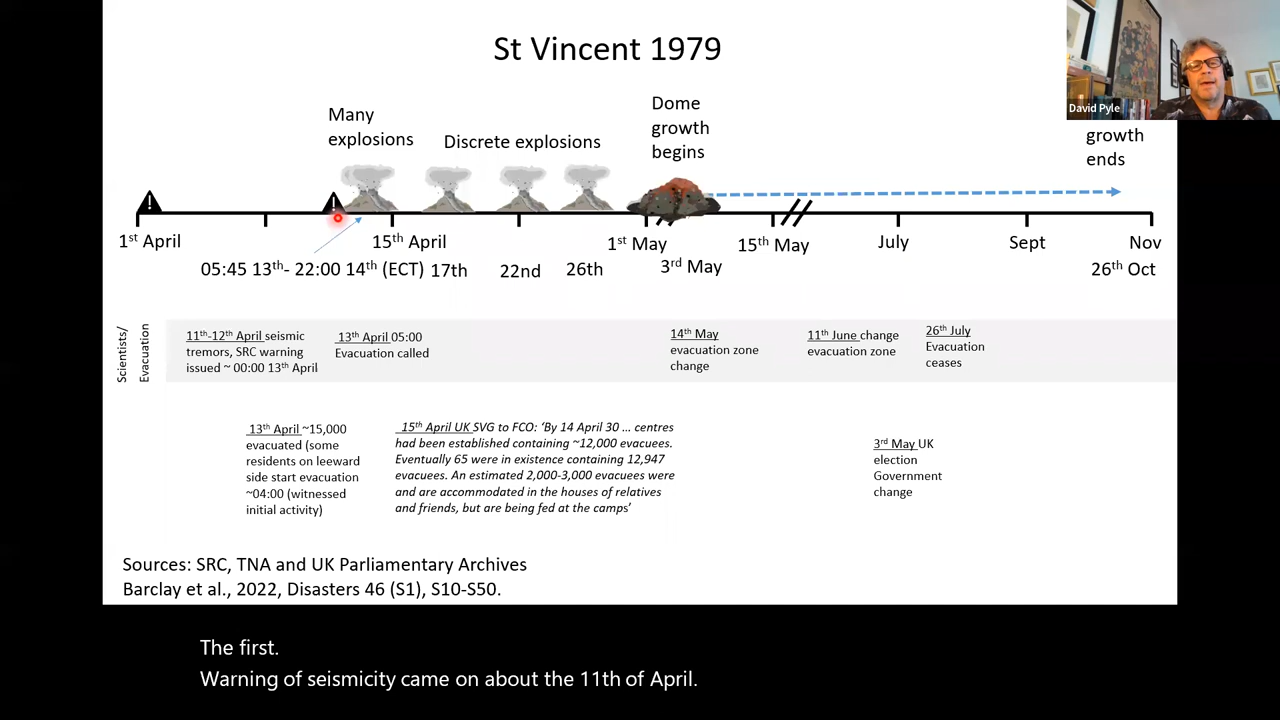 St Vincent 1979
David Pyle
Many
explosions
Discrete explosions
Dome
growth
begins
growth
ends
!
!
1st April
15th April
1st May
15th May
July
Sept
Nov
05:45 13th- 22:00 14th (ECT)
17th
22nd
26th
3rd May
26th Oct
Scientists/
Evacuation
11th-12th April seismic
tremors, SRC warning
issued ~ 00:00 13th April
13th April 05:00
Evacuation called
14th May
evacuation zone
change
11th June change
evacuation zone
26th July
Evacuation
ceases
13th April ~15,000
evacuated (some
residents on leeward
side start evacuation
~04:00 (witnessed
initial activity)
15th April UK SVG to FCO: ‘By 14 April 30 … centres
had been established containing ~12,000 evacuees.
Eventually 65 were in existence containing 12,947
evacuees. An estimated 2,000-3,000 evacuees were
and are accommodated in the houses of relatives
and friends, but are being fed at the camps’
3rd May UK
election
Government
change
Sources: SRC, TNA and UK Parliamentary Archives
Barclay et al., 2022, Disasters 46 (S1), S10-S50.
The first.
Warning of seismicity came on about the 11th of April.